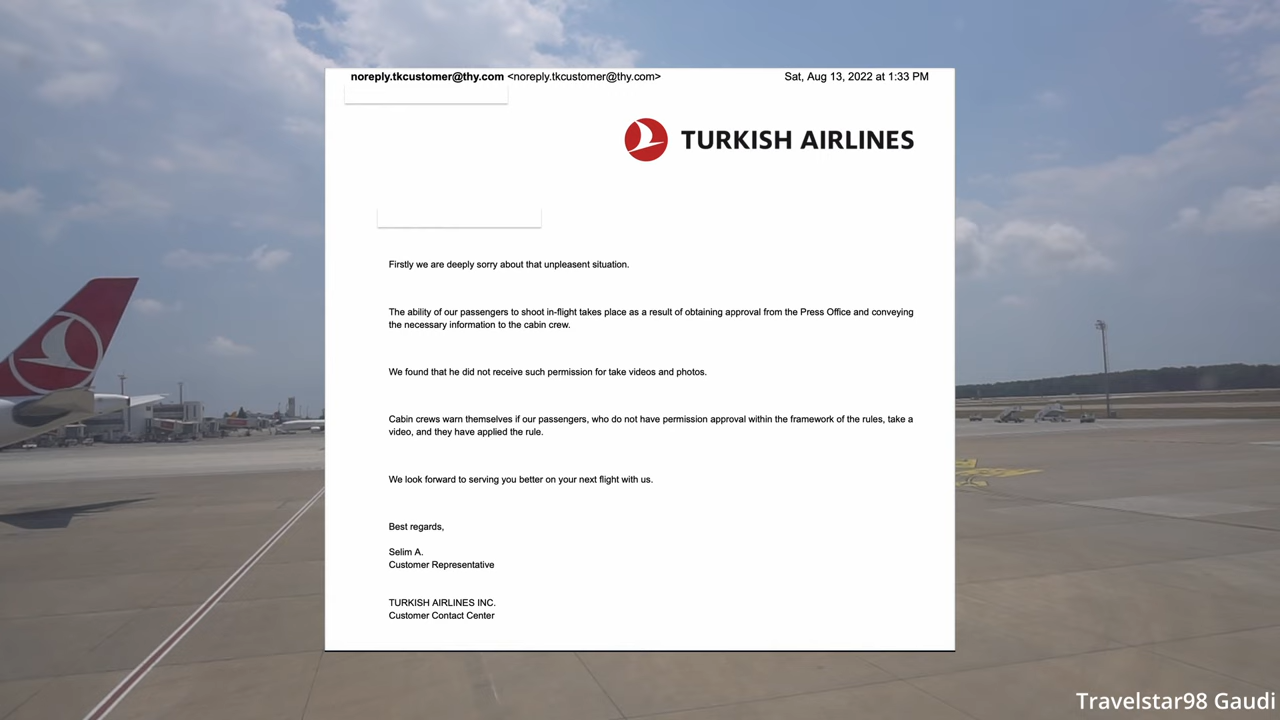 noreply.tkcustomer@thy.com <noreply.tkcustomer@thy.com> Sat, Aug 13, 2022 at 1:33 PM
TURKISH AIRLINES
Firstly we are deeply sorry about that unpleasent situation.
The ability of our passengers to shoot in-flight takes place as a result of obtaining approval from the Press Office and conveying
the necessary information to the cabin crew.
We found that he did not receive such permission for take videos and photos.
Cabin crews warn themselves if our passengers, who do not have permission approval within the framework of the rules, take a
video, and they have applied the rule.
We look forward to serving you better on your next flight with us.
Best regards,
Selim A.
Customer Representative
TURKISH AIRLINES INC.
Customer Contact Center
Travelstar98 Gaudi